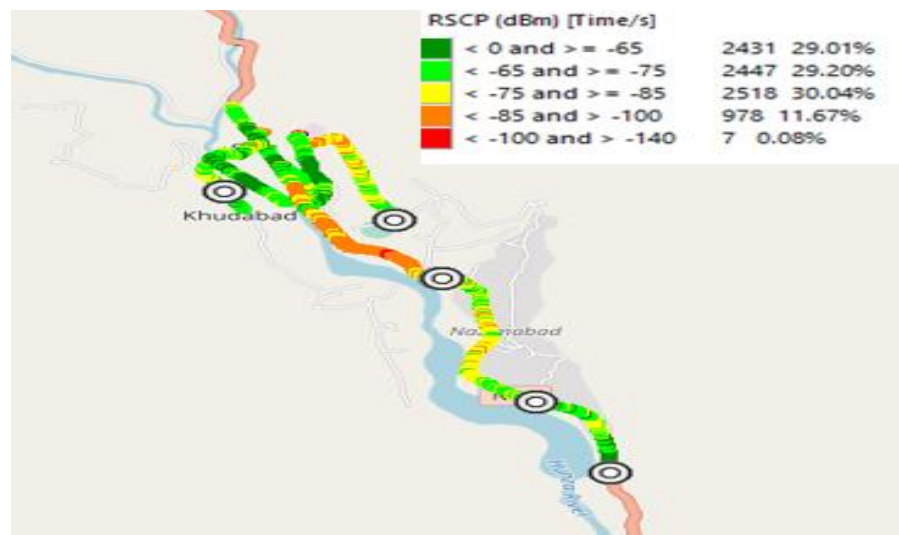 RSCP (dBm) [Time/s]
< 0 and >= -65 2431 29.01%
< -65 and >= -75 2447 29.20%
< -75 and >= -85 2518 30.04%
< -85 and > -100 978 11.67%
< -100 and > -140 7 0.08%
Khudabad